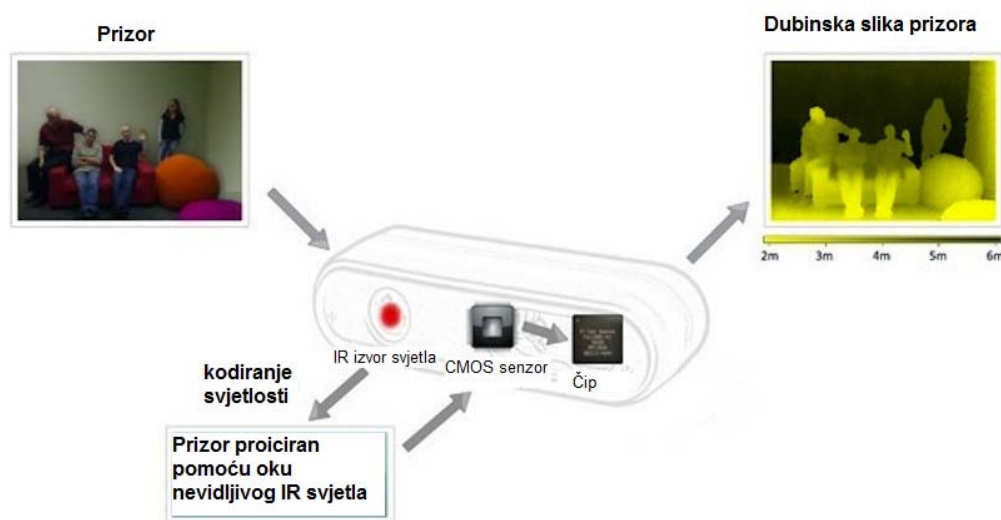 Prizor
Dubinska slika prizora
2m 3m 4m 5m 6m
IR izvor svjetla
CMOS senzor
Čip
kodiranje
svjetlosti
Prizor proiciran
pomoću oku
nevidljivog IR svjetla